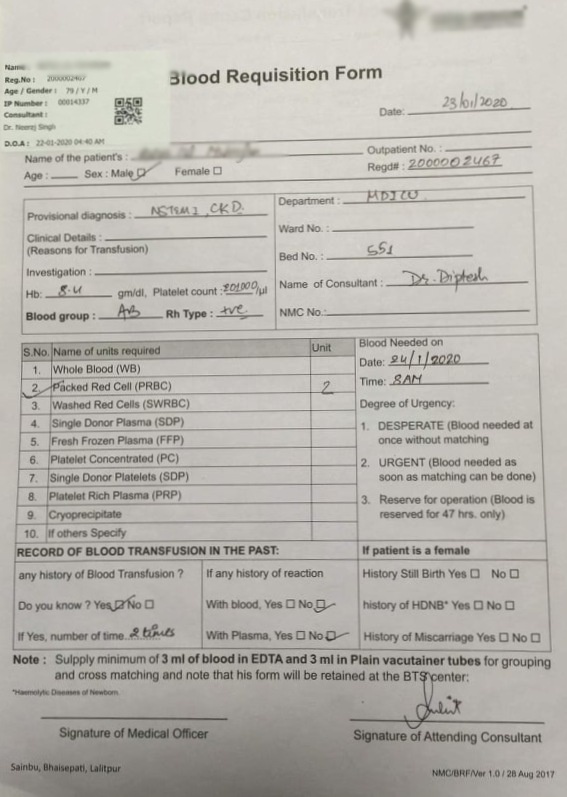 Name:
Reg.No : 2000002467
Age / Gender : 79 / Y / M
IP Number : 00014337
Consultant :
Dr. Neeraj Singh
D.O.A : 22-01-2020 04:40 AM
Blood Requisition Form
Date: 23/01/2020
Name of the patient's :
Outpatient No. :
Age : Sex : Male ☑ Female ☐
Regd# : 2000002467
Provisional diagnosis : NSTEMI, CKD.
Department : MDICU
Clinical Details :
(Reasons for Transfusion)
Ward No. :
Investigation :
Bed No. : 551
Hb: 8.4 gm/dl, Platelet count : 201000/µl
Name of Consultant : Dr. Diptesh
Blood group : AB Rh Type : +ve
NMC No.:
S.No. Name of units required Unit
1. Whole Blood (WB)
2. Packed Red Cell (PRBC) 2
3. Washed Red Cells (SWRBC)
4. Single Donor Plasma (SDP)
5. Fresh Frozen Plasma (FFP)
6. Platelet Concentrated (PC)
7. Single Donor Platelets (SDP)
8. Platelet Rich Plasma (PRP)
9. Cryoprecipitate
10. If others Specify
Blood Needed on
Date: 24/1/2020
Time: 8AM
Degree of Urgency:
1. DESPERATE (Blood needed at
once without matching
2. URGENT (Blood needed as
soon as matching can be done)
3. Reserve for operation (Blood is
reserved for 47 hrs. only)
RECORD OF BLOOD TRANSFUSION IN THE PAST:
If patient is a female
any history of Blood Transfusion ?
If any history of reaction
History Still Birth Yes ☐ No ☐
Do you know ? Yes ☑ No ☐
With blood, Yes ☐ No ☑
history of HDNB* Yes ☐ No ☐
If Yes, number of time. 2 times
With Plasma, Yes ☐ No ☑
History of Miscarriage Yes ☐ No ☐
Note : Sulpply minimum of 3 ml of blood in EDTA and 3 ml in Plain vacutainer tubes for grouping
and cross matching and note that his form will be retained at the BTS center:
*Haemolytic Diseases of Newborn.
Signature of Medical Officer
Signature of Attending Consultant
Sainbu, Bhaisepati, Lalitpur
NMC/BRF/Ver 1.0 / 28 Aug 2017